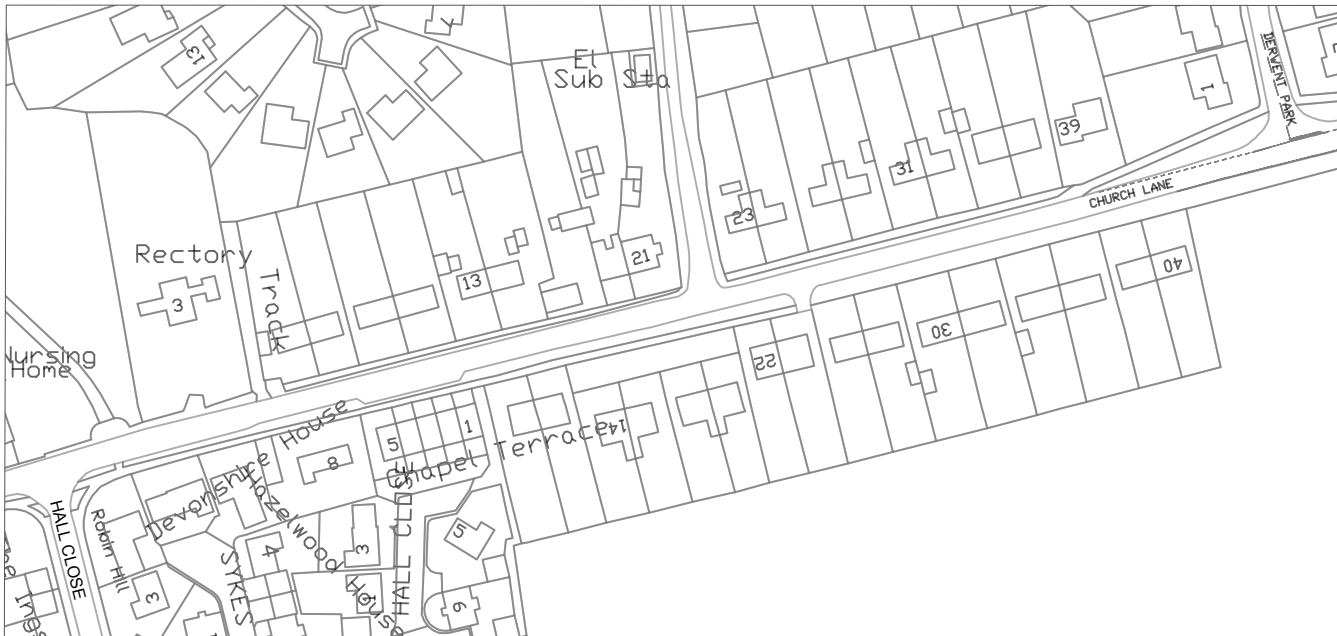 13
4
El
Sub Sta
1
DERWENT PARK
39
31
23
CHURCH LANE
21
13
Rectory
3
Track
40
30
22
Nursing
Home
14
1
5
Chapel Terrace
Devonshire House
8
Hazelwood House
HALL CLOSE
HALL CLOSE
Robin Hill
SYKES
4
3
3
5
6